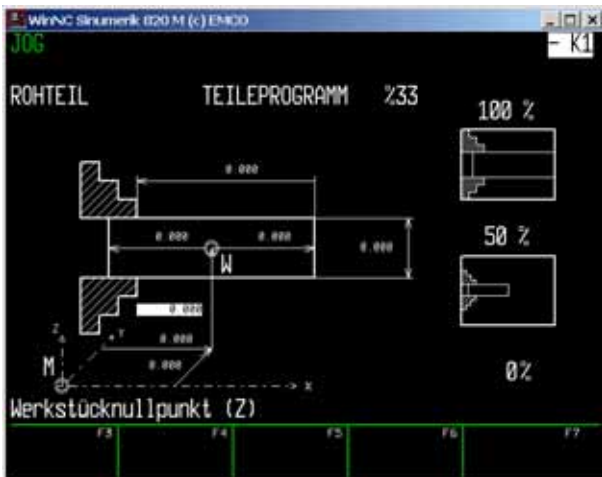 WinNC Sinumerik 820 M (c) EMCO
JOG
- K1
ROHTEIL TEILEPROGRAMM %33
100 %
0.000
0.000 0.000 0.000
W
50 %
0.000
Z
+ Y 0.000
0.000
M
X
0%
Werkstücknullpunkt (Z)
F3 F4 F5 F6 F7